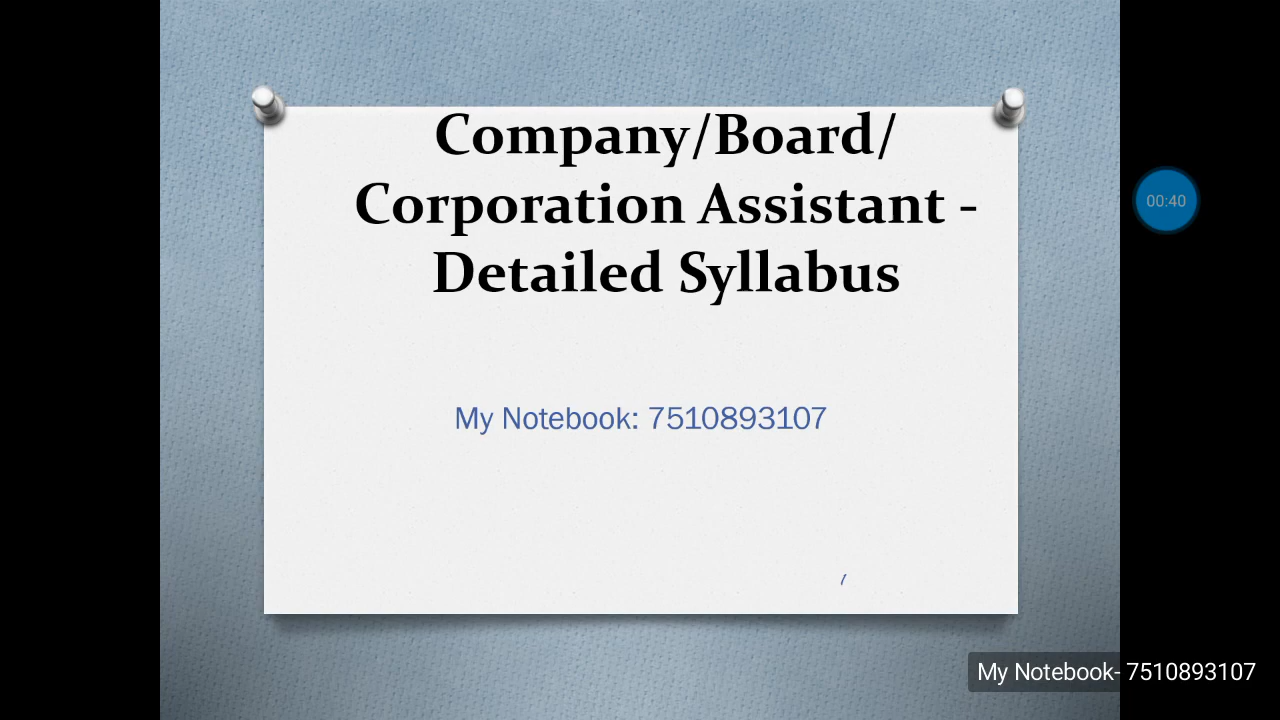 Company/Board/
Corporation Assistant -
Detailed Syllabus
00:40
My Notebook: 7510893107
My Notebook- 7510893107